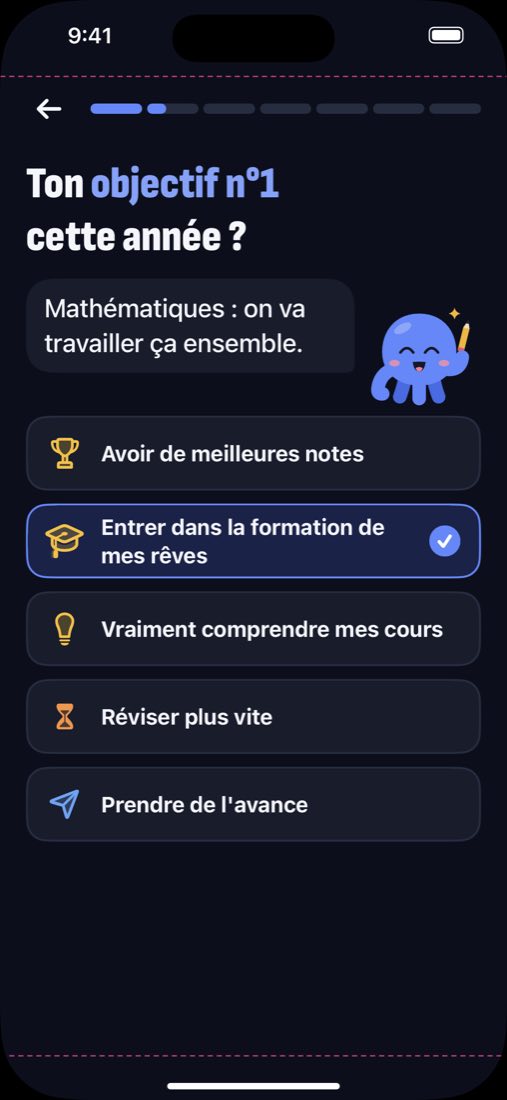 9:41
Ton objectif n°1
cette année ?
Mathématiques : on va
travailler ça ensemble.
Avoir de meilleures notes
Entrer dans la formation de
mes rêves
Vraiment comprendre mes cours
Réviser plus vite
Prendre de l'avance